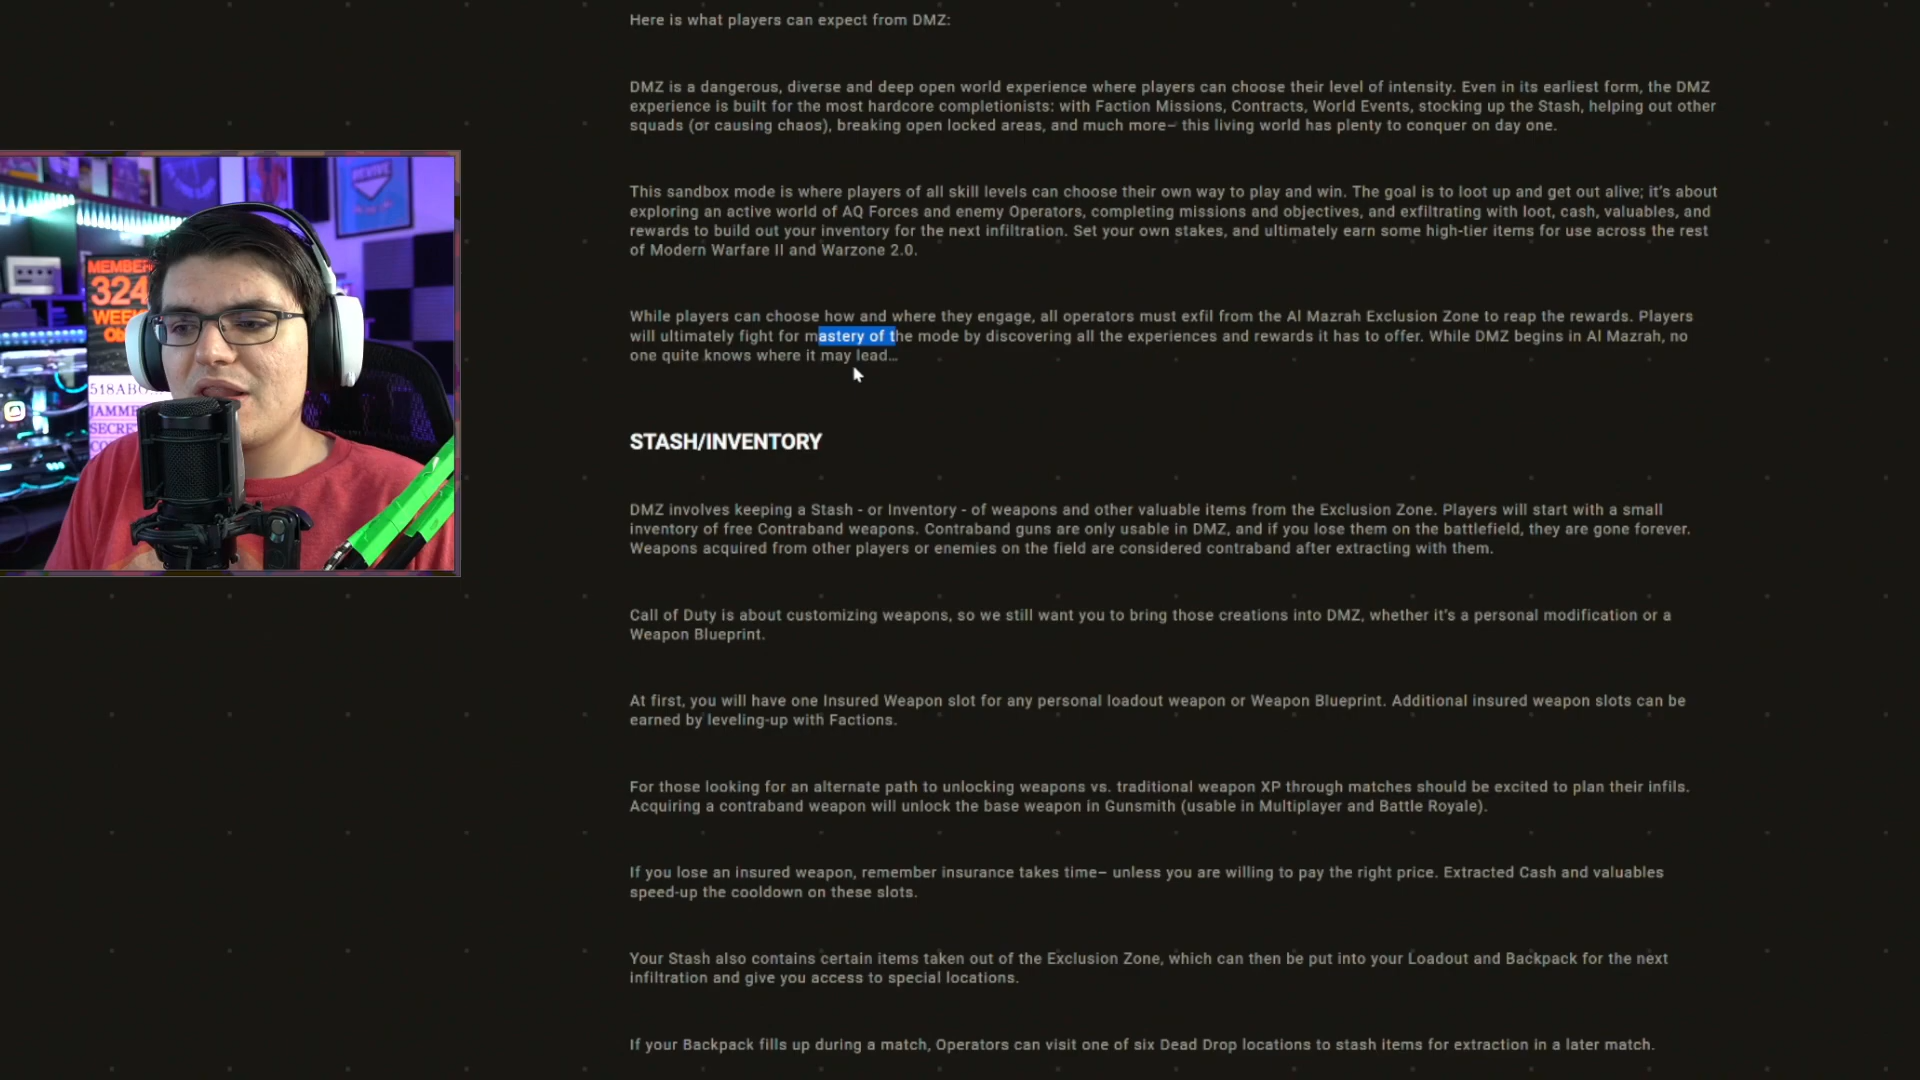 Here is what players can expect from DMZ:
DMZ is a dangerous, diverse and deep open world experience where players can choose their level of intensity. Even in its earliest form, the DMZ
experience is built for the most hardcore completionists: with Faction Missions, Contracts, World Events, stocking up the Stash, helping out other
squads (or causing chaos), breaking open locked areas, and much more– this living world has plenty to conquer on day one.
This sandbox mode is where players of all skill levels can choose their own way to play and win. The goal is to loot up and get out alive; it's about
exploring an active world of AQ Forces and enemy Operators, completing missions and objectives, and exfiltrating with loot, cash, valuables, and
rewards to build out your inventory for the next infiltration. Set your own stakes, and ultimately earn some high-tier items for use across the rest
of Modern Warfare II and Warzone 2.0.
While players can choose how and where they engage, all operators must exfil from the Al Mazrah Exclusion Zone to reap the rewards. Players
will ultimately fight for mastery of the mode by discovering all the experiences and rewards it has to offer. While DMZ begins in Al Mazrah, no
one quite knows where it may lead…
STASH/INVENTORY
DMZ involves keeping a Stash - or Inventory - of weapons and other valuable items from the Exclusion Zone. Players will start with a small
inventory of free Contraband weapons. Contraband guns are only usable in DMZ, and if you lose them on the battlefield, they are gone forever.
Weapons acquired from other players or enemies on the field are considered contraband after extracting with them.
Call of Duty is about customizing weapons, so we still want you to bring those creations into DMZ, whether it's a personal modification or a
Weapon Blueprint.
At first, you will have one Insured Weapon slot for any personal loadout weapon or Weapon Blueprint. Additional insured weapon slots can be
earned by leveling-up with Factions.
For those looking for an alternate path to unlocking weapons vs. traditional weapon XP through matches should be excited to plan their infils.
Acquiring a contraband weapon will unlock the base weapon in Gunsmith (usable in Multiplayer and Battle Royale).
If you lose an insured weapon, remember insurance takes time– unless you are willing to pay the right price. Extracted Cash and valuables
speed-up the cooldown on these slots.
Your Stash also contains certain items taken out of the Exclusion Zone, which can then be put into your Loadout and Backpack for the next
infiltration and give you access to special locations.
If your Backpack fills up during a match, Operators can visit one of six Dead Drop locations to stash items for extraction in a later match.
REVIVE
MEMBE
324
WEEK
518ABO
JAMME
SECRE